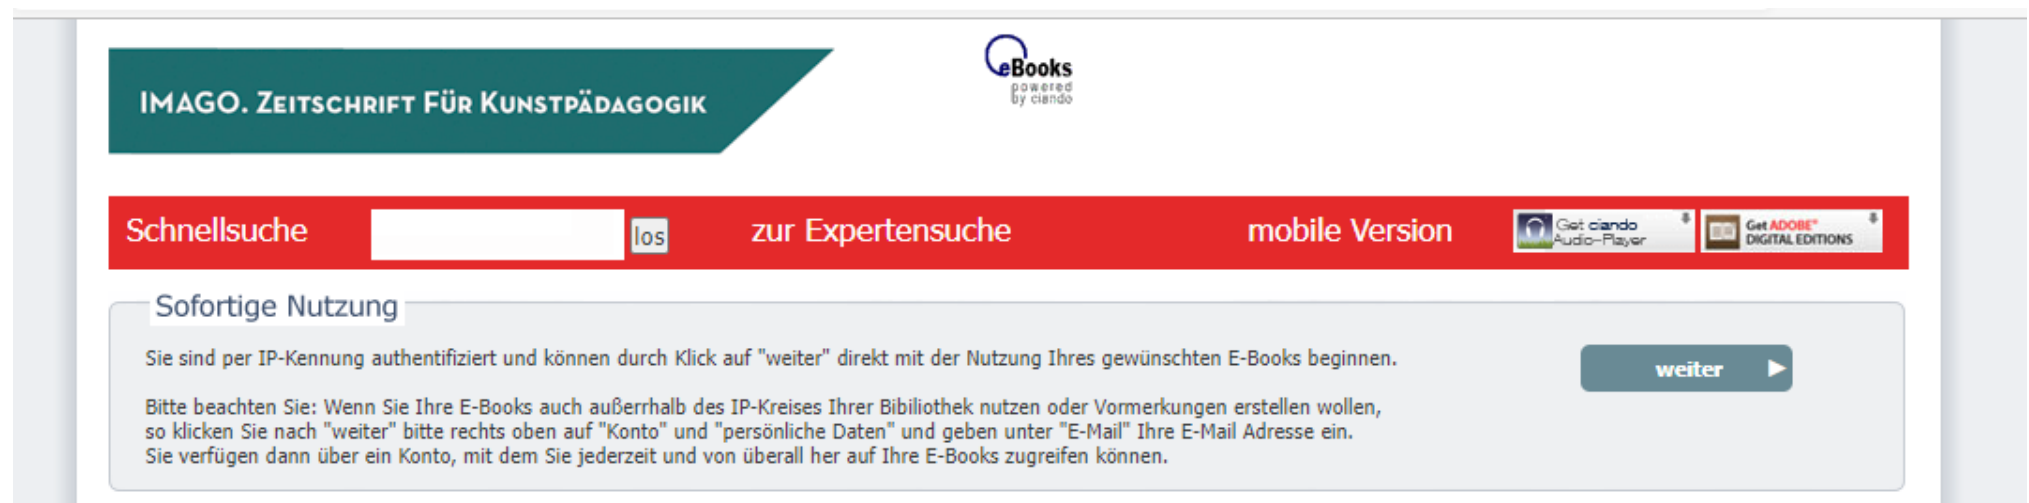 IMAGO. ZEITSCHRIFT FÜR KUNSTPÄDAGOGIK
eBooks
powered
by ciando
Schnellsuche los zur Expertensuche mobile Version Get ciando Audio-Player Get ADOBE® DIGITAL EDITIONS
Sofortige Nutzung
Sie sind per IP-Kennung authentifiziert und können durch Klick auf "weiter" direkt mit der Nutzung Ihres gewünschten E-Books beginnen.
weiter
Bitte beachten Sie: Wenn Sie Ihre E-Books auch außerrhalb des IP-Kreises Ihrer Bibiliothek nutzen oder Vormerkungen erstellen wollen,
so klicken Sie nach "weiter" bitte rechts oben auf "Konto" und "persönliche Daten" und geben unter "E-Mail" Ihre E-Mail Adresse ein.
Sie verfügen dann über ein Konto, mit dem Sie jederzeit und von überall her auf Ihre E-Books zugreifen können.